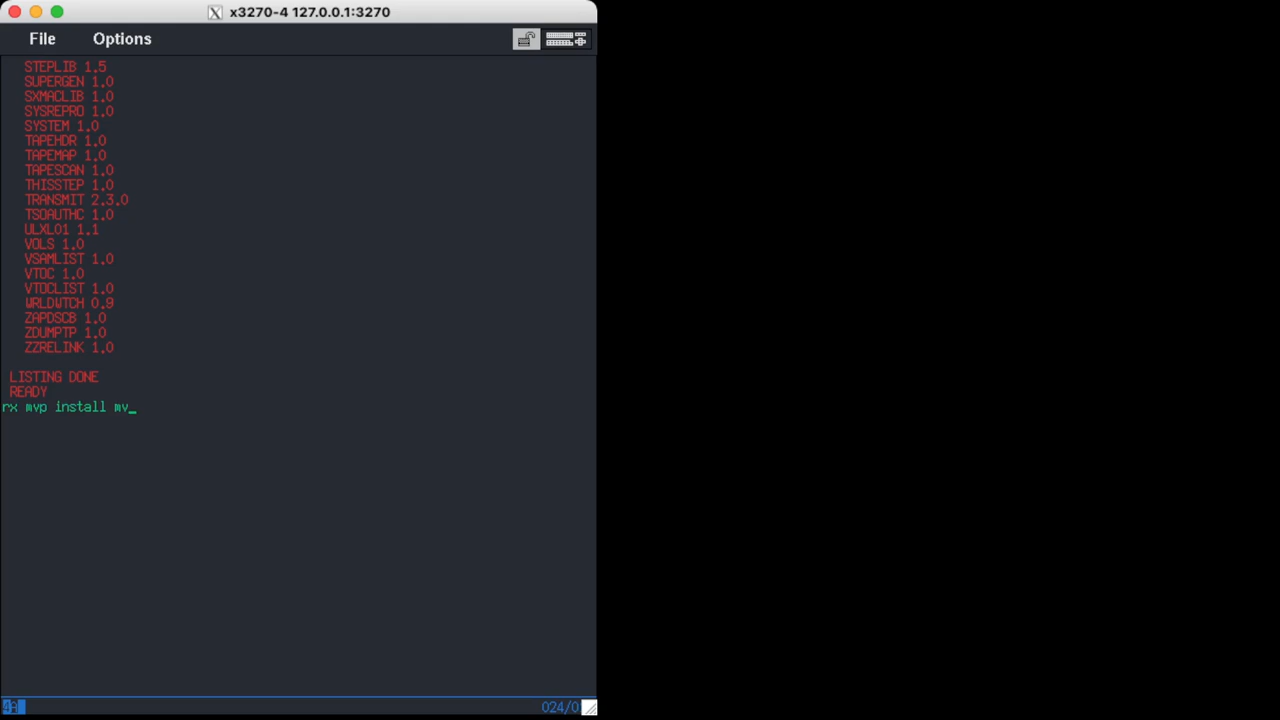 x3270-4 127.0.0.1:3270
File Options
STEPLIB 1.5
SUPERGEN 1.0
SXMACLIB 1.0
SYSREPRO 1.0
SYSTEM 1.0
TAPEHDR 1.0
TAPEMAP 1.0
TAPESCAN 1.0
THISSTEP 1.0
TRANSMIT 2.3.0
TSOAUTHC 1.0
ULXL01 1.1
VOLS 1.0
VSAMLIST 1.0
VTOC 1.0
VTOCLIST 1.0
WRLDWTCH 0.9
ZAPDSCB 1.0
ZDUMPTP 1.0
ZZRELINK 1.0
LISTING DONE
READY
rx mvp install mv_
4A 024/0